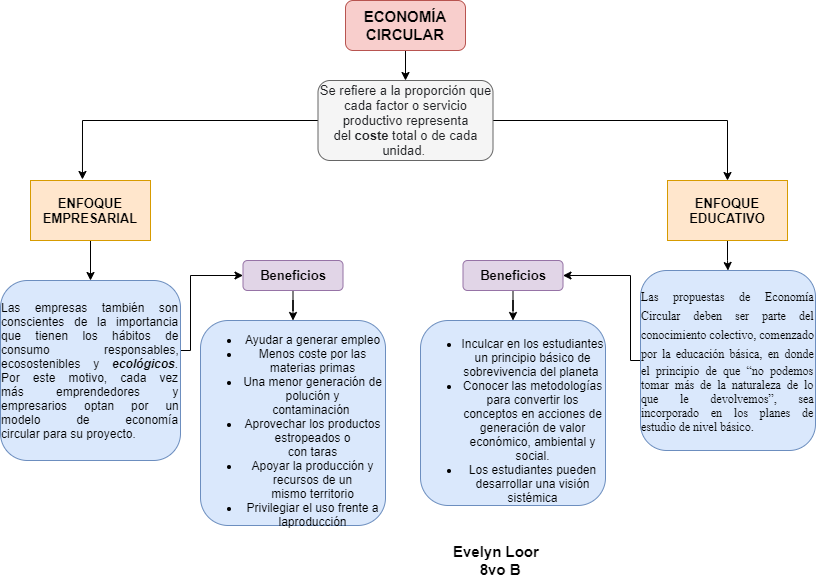 ECONOMÍA
CIRCULAR
Se refiere a la proporción que
cada factor o servicio
productivo representa
del coste total o de cada
unidad.
ENFOQUE
EMPRESARIAL
ENFOQUE
EDUCATIVO
Las empresas también son
conscientes de la importancia
que tienen los hábitos de
consumo responsables,
ecosostenibles y ecológicos.
Por este motivo, cada vez
más emprendedores y
empresarios optan por un
modelo de economía
circular para su proyecto.
Beneficios
Ayudar a generar empleo
Menos coste por las
materias primas
Una menor generación de
polución y
contaminación
Aprovechar los productos
estropeados o
con taras
Apoyar la producción y
recursos de un
mismo territorio
Privilegiar el uso frente a
laproducción
Beneficios
Inculcar en los estudiantes
un principio básico de
sobrevivencia del planeta
Conocer las metodologías
para convertir los
conceptos en acciones de
generación de valor
económico, ambiental y
social.
Los estudiantes pueden
desarrollar una visión
sistémica
Las propuestas de Economía
Circular deben ser parte del
conocimiento colectivo, comenzado
por la educación básica, en donde
el principio de que “no podemos
tomar más de la naturaleza de lo
que le devolvemos”, sea
incorporado en los planes de
estudio de nivel básico.
Evelyn Loor
8vo B